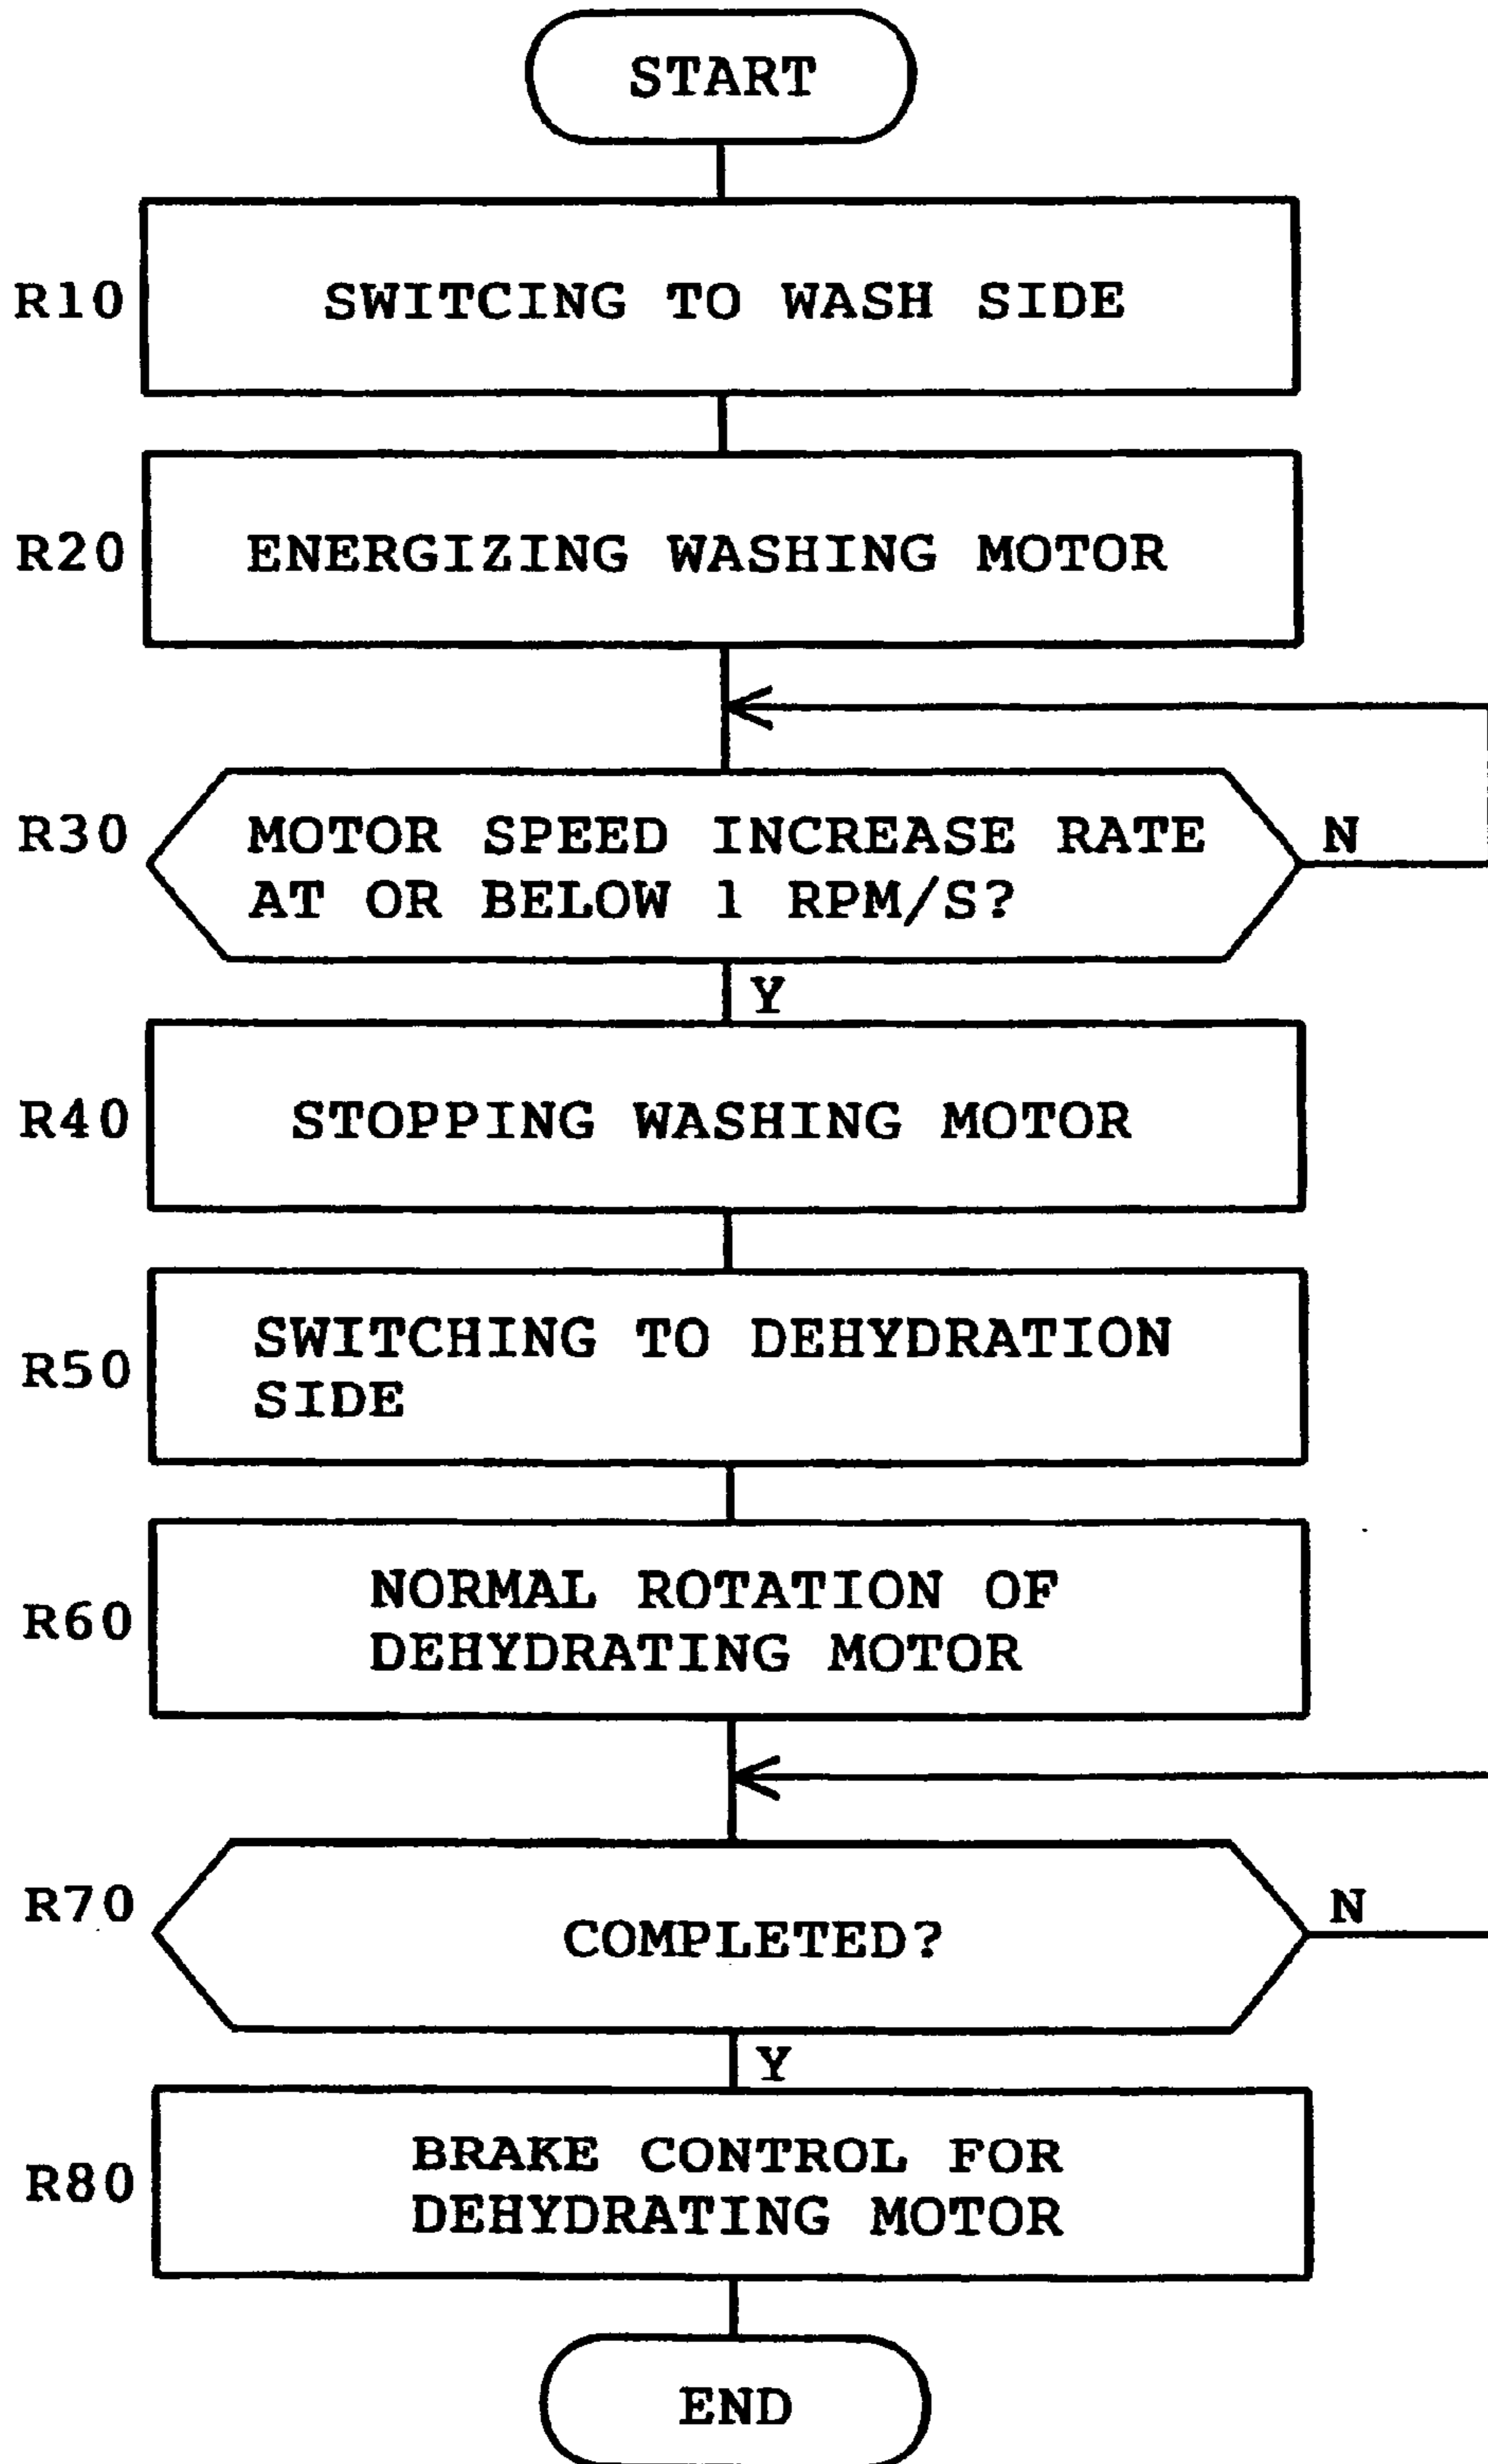 START
R10
SWITCING TO WASH SIDE
R20
ENERGIZING WASHING MOTOR
R30
MOTOR SPEED INCREASE RATE
AT OR BELOW 1 RPM/S?
N
Y
R40
STOPPING WASHING MOTOR
R50
SWITCHING TO DEHYDRATION
SIDE
R60
NORMAL ROTATION OF
DEHYDRATING MOTOR
R70
COMPLETED?
N
Y
R80
BRAKE CONTROL FOR
DEHYDRATING MOTOR
END